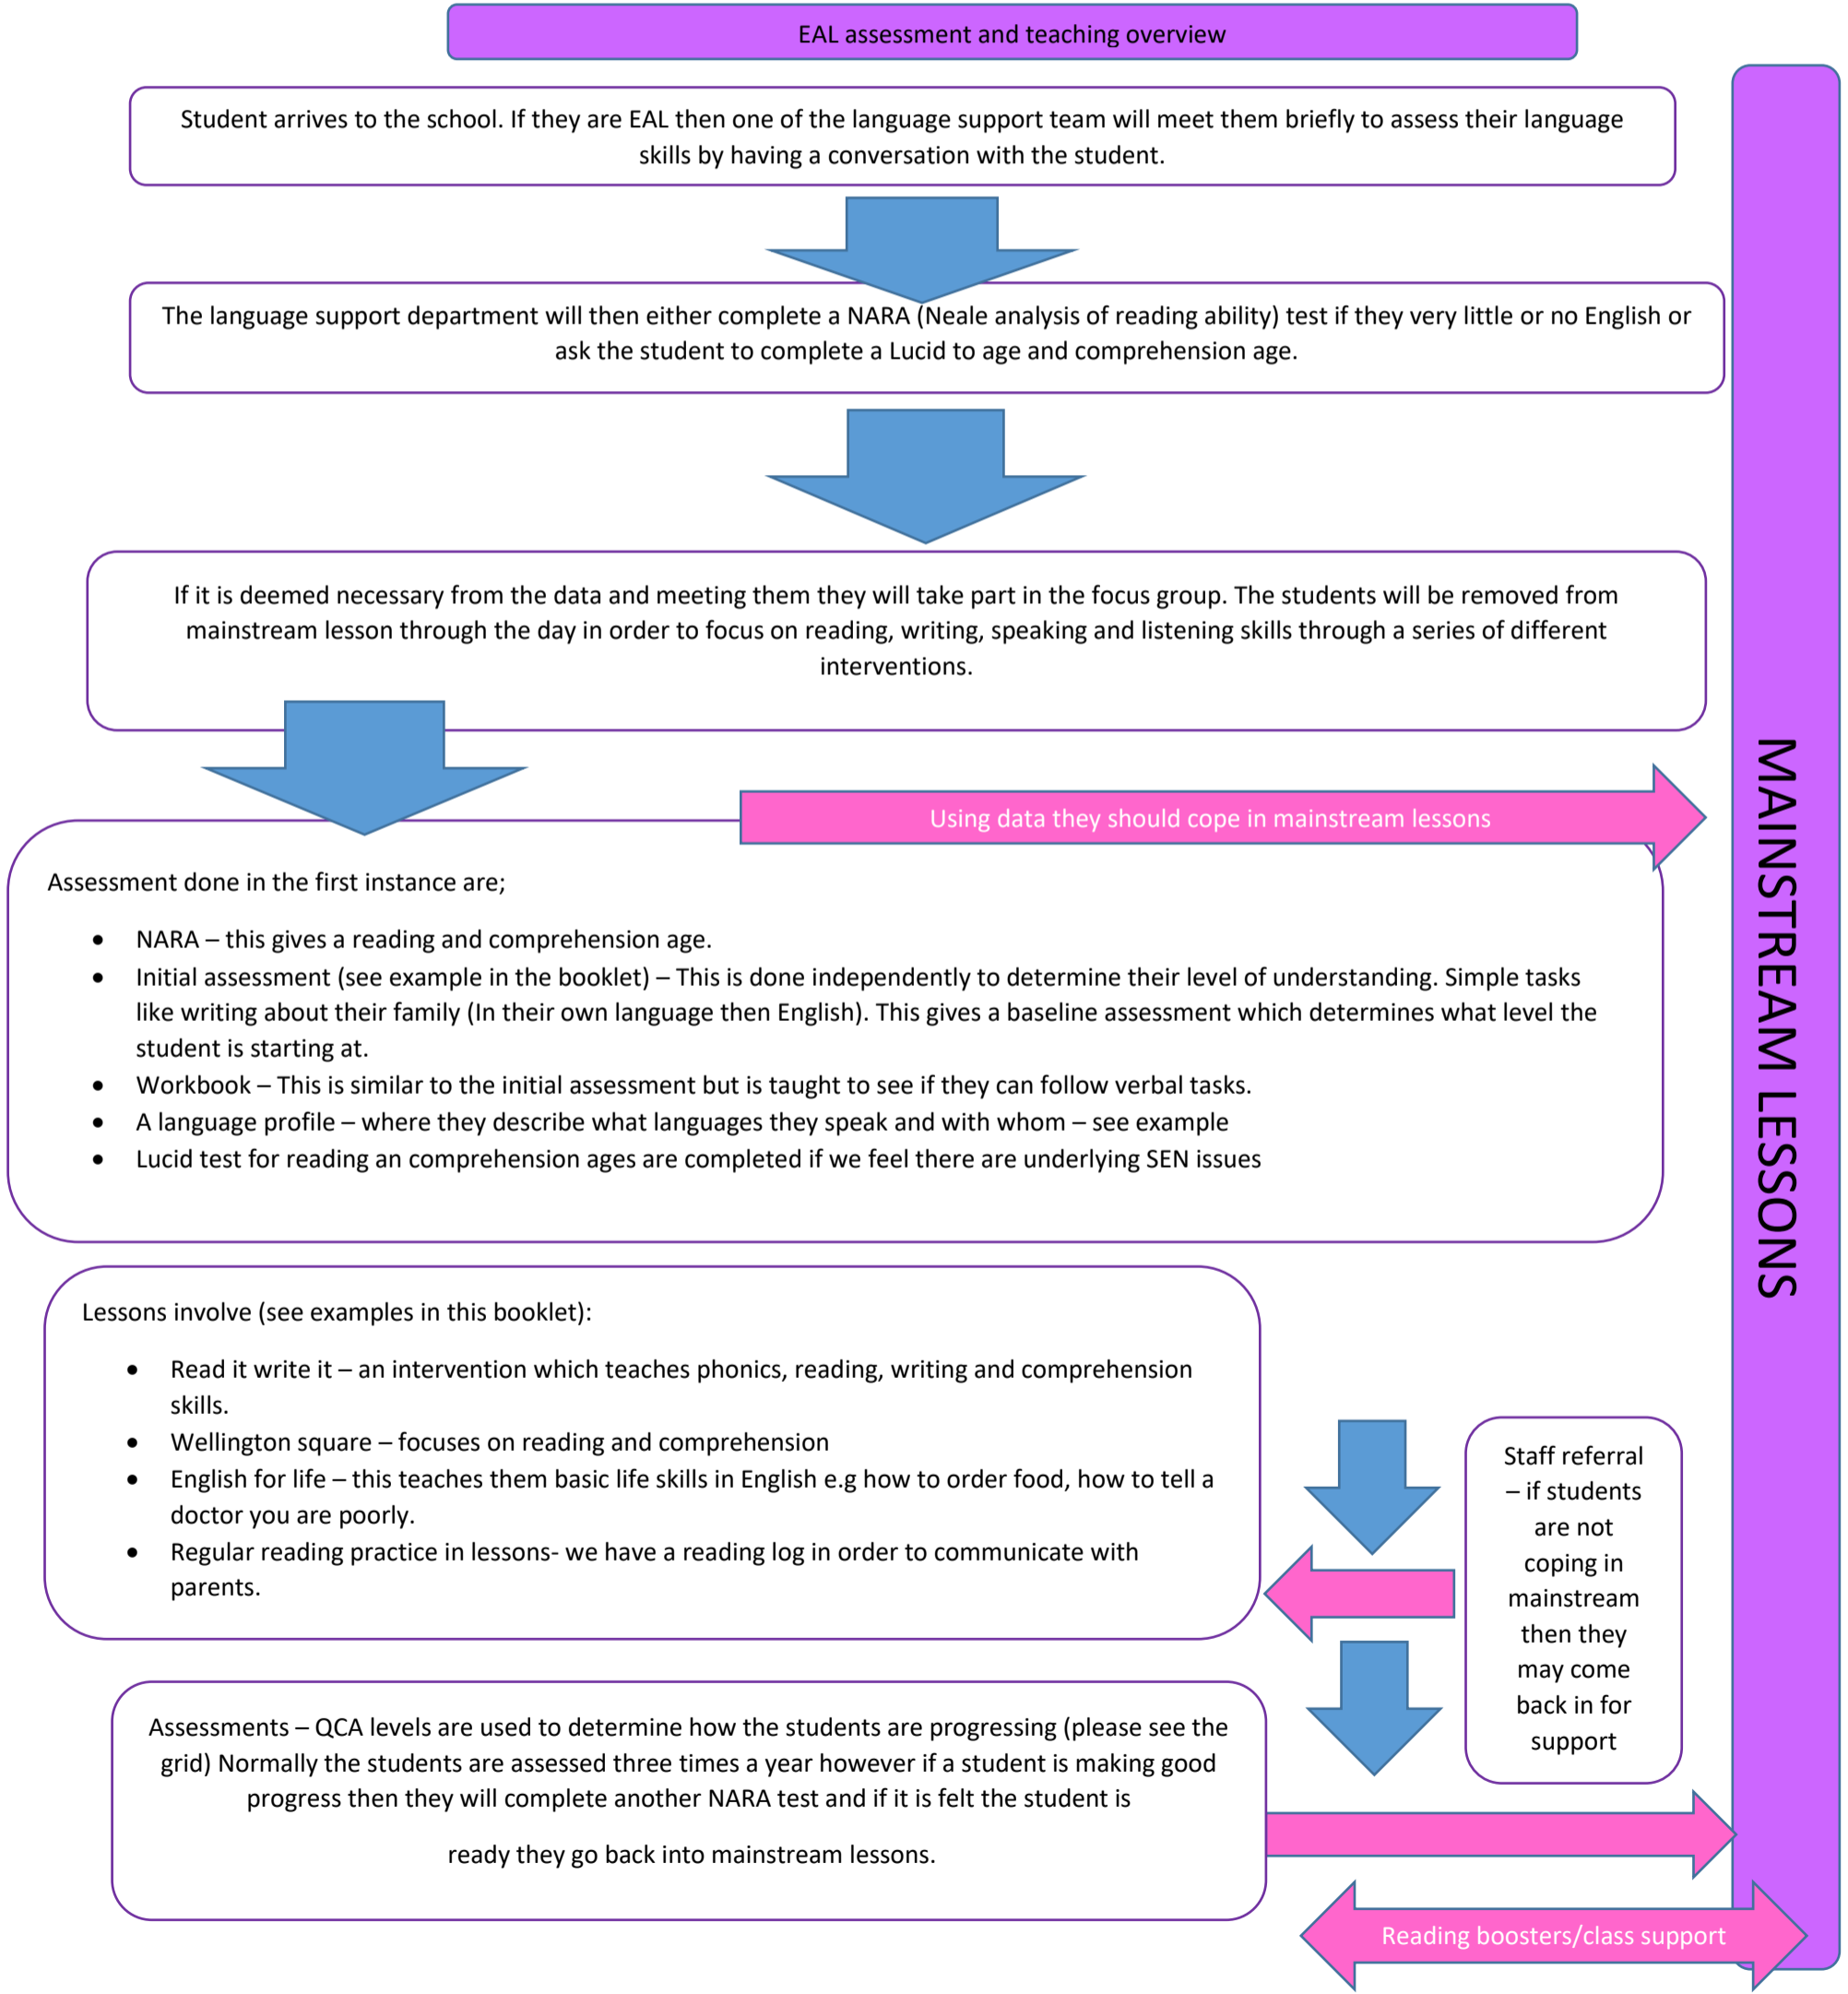 EAL assessment and teaching overview
Student arrives to the school. If they are EAL then one of the language support team will meet them briefly to assess their language
skills by having a conversation with the student.
The language support department will then either complete a NARA (Neale analysis of reading ability) test if they very little or no English or
ask the student to complete a Lucid to age and comprehension age.
If it is deemed necessary from the data and meeting them they will take part in the focus group. The students will be removed from
mainstream lesson through the day in order to focus on reading, writing, speaking and listening skills through a series of different
interventions.
Using data they should cope in mainstream lessons
Assessment done in the first instance are;
• NARA – this gives a reading and comprehension age.
• Initial assessment (see example in the booklet) – This is done independently to determine their level of understanding. Simple tasks
like writing about their family (In their own language then English). This gives a baseline assessment which determines what level the
student is starting at.
• Workbook – This is similar to the initial assessment but is taught to see if they can follow verbal tasks.
• A language profile – where they describe what languages they speak and with whom – see example
• Lucid test for reading an comprehension ages are completed if we feel there are underlying SEN issues
Lessons involve (see examples in this booklet):
• Read it write it – an intervention which teaches phonics, reading, writing and comprehension
skills.
• Wellington square – focuses on reading and comprehension
• English for life – this teaches them basic life skills in English e.g how to order food, how to tell a
doctor you are poorly.
• Regular reading practice in lessons- we have a reading log in order to communicate with
parents.
Staff referral
– if students
are not
coping in
mainstream
then they
may come
back in for
support
Assessments – QCA levels are used to determine how the students are progressing (please see the
grid) Normally the students are assessed three times a year however if a student is making good
progress then they will complete another NARA test and if it is felt the student is
ready they go back into mainstream lessons.
Reading boosters/class support
MAINSTREAM LESSONS